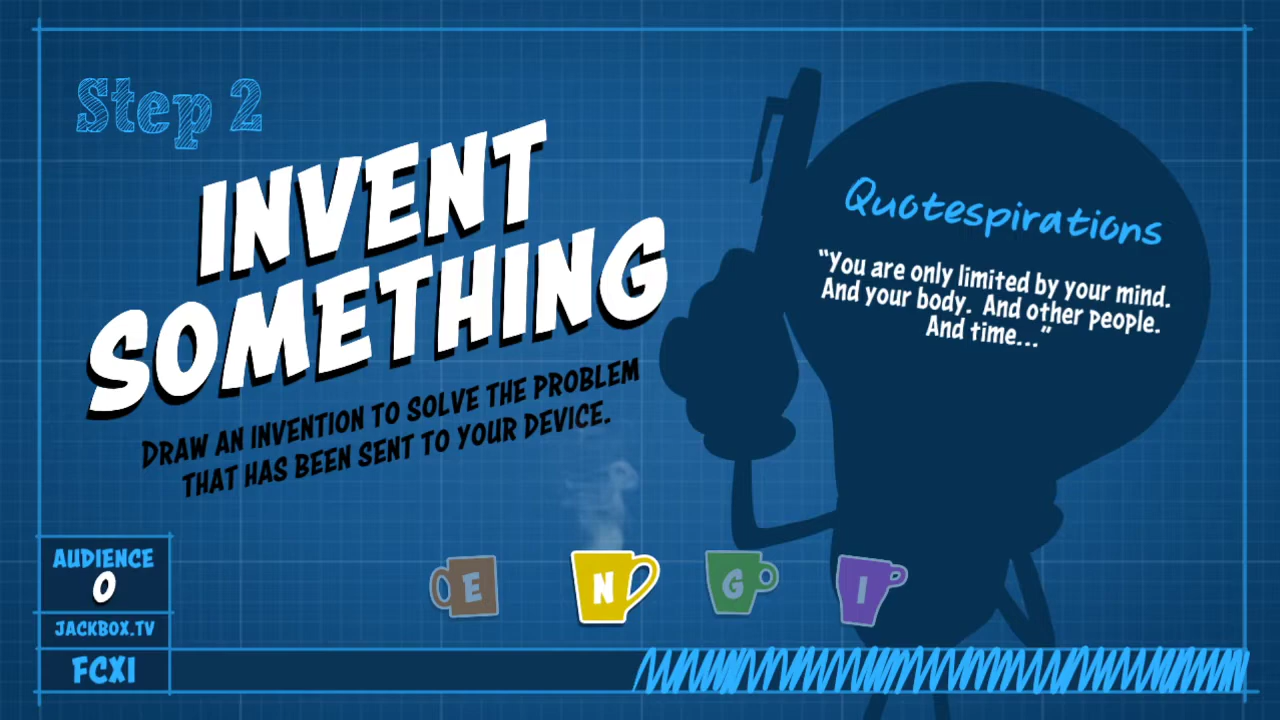 Step 2
INVENT
SOMETHING
DRAW AN INVENTION TO SOLVE THE PROBLEM
THAT HAS BEEN SENT TO YOUR DEVICE.
Quotespirations
“You are only limited by your mind.
And your body.  And other people.
And time...”
E N G I
AUDIENCE
0
JACKBOX.TV
FCXI